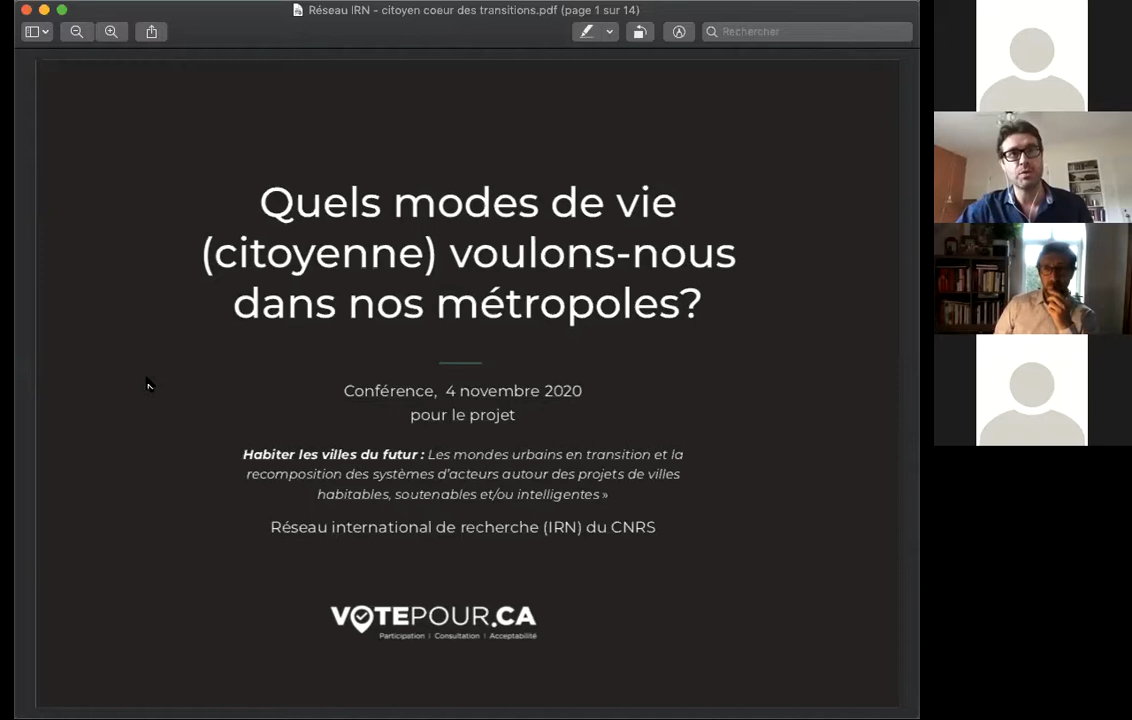 Réseau IRN - citoyen coeur des transitions.pdf (page 1 sur 14)
Rechercher
Quels modes de vie
(citoyenne) voulons-nous
dans nos métropoles?
Conférence, 4 novembre 2020
pour le projet
Habiter les villes du futur : Les mondes urbains en transition et la
recomposition des systèmes d'acteurs autour des projets de villes
habitables, soutenables et/ou intelligentes »
Réseau international de recherche (IRN) du CNRS
VOTEPOUR.CA
Participation | Consultation | Acceptabilité